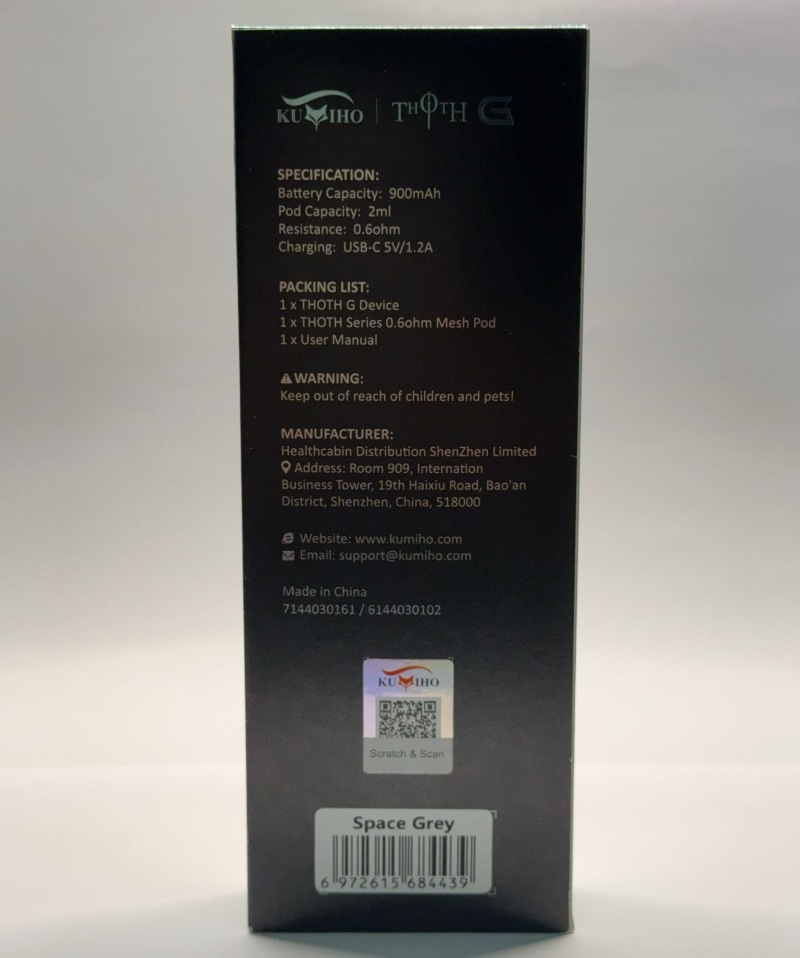 KUMIHO | THOTH G
SPECIFICATION:
Battery Capacity: 900mAh
Pod Capacity: 2ml
Resistance: 0.6ohm
Charging: USB-C 5V/1.2A
PACKING LIST:
1 x THOTH G Device
1 x THOTH Series 0.6ohm Mesh Pod
1 x User Manual
WARNING:
Keep out of reach of children and pets!
MANUFACTURER:
Healthcabin Distribution ShenZhen Limited
Address: Room 909, Internation
Business Tower, 19th Haixiu Road, Bao'an
District, Shenzhen, China, 518000
Website: www.kumiho.com
Email: support@kumiho.com
Made in China
7144030161 / 6144030102
KUMIHO
Scratch & Scan
Space Grey
6 972615 684439